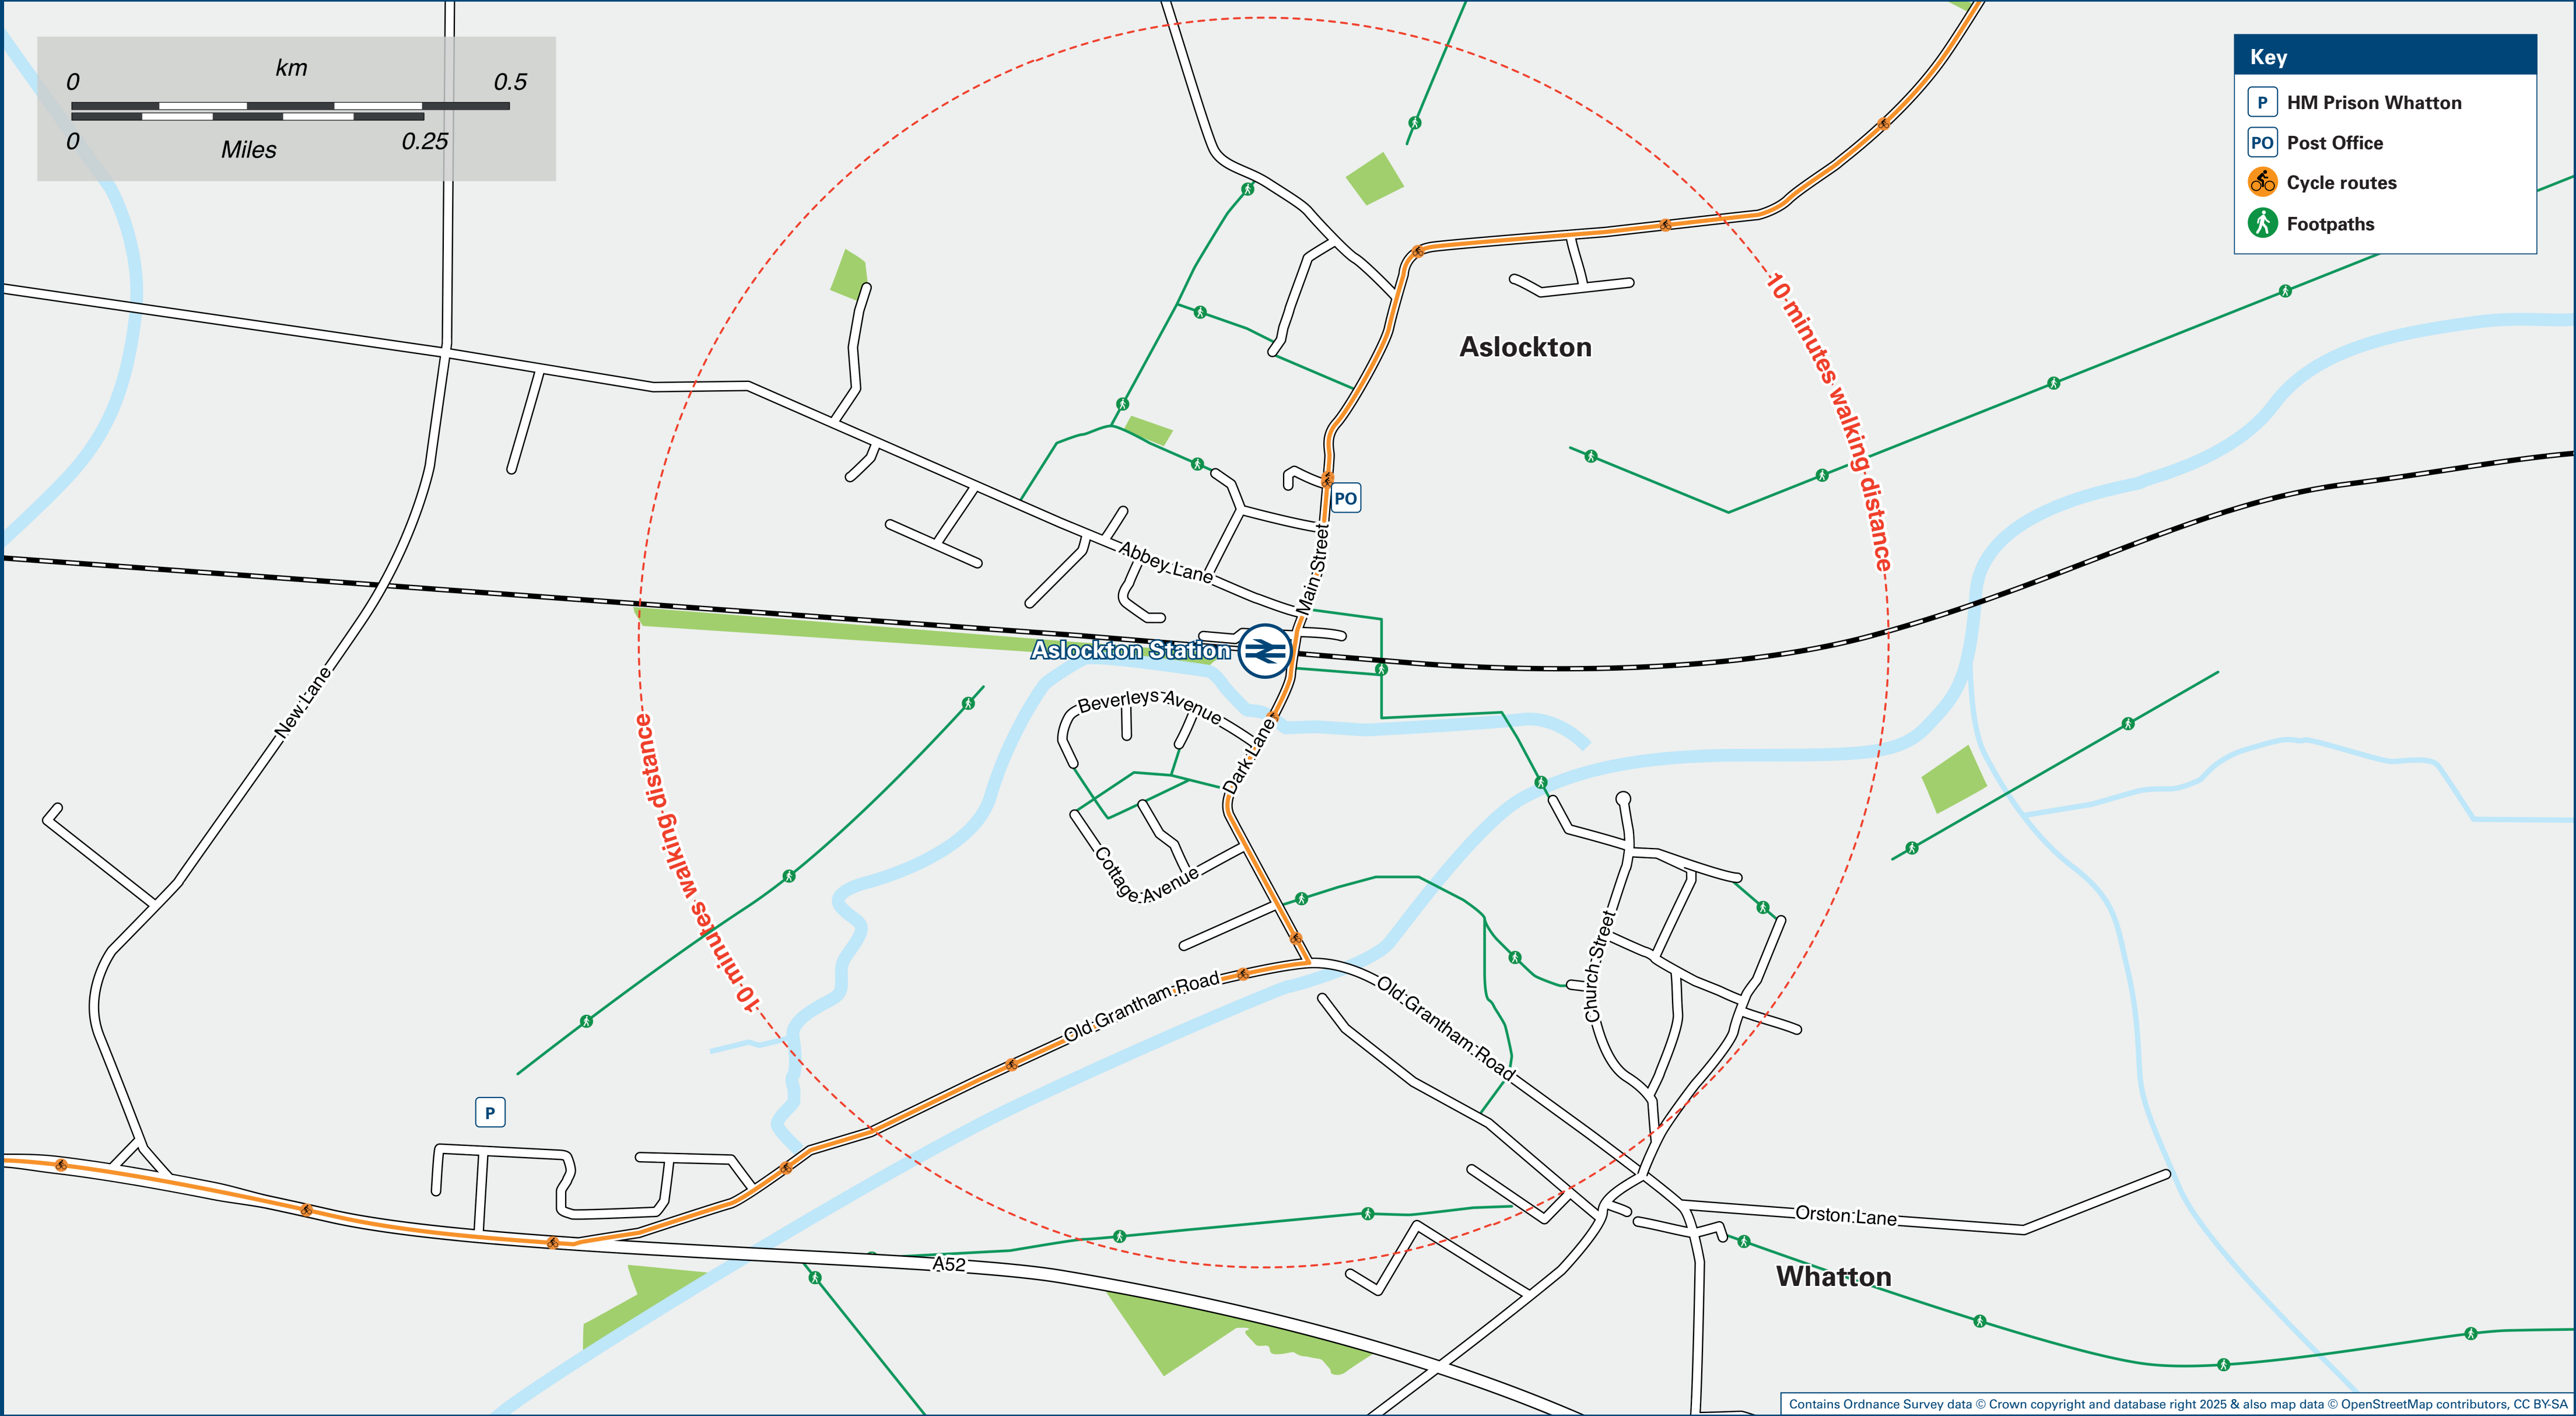 km
0 0.5
0 0.25
Miles
Key
P HM Prison Whatton
PO Post Office
Cycle routes
Footpaths
10 minutes walking distance
Aslockton
PO
Main Street
Abbey Lane
Aslockton Station
New Lane
Beverleys Avenue
Dark Lane
10 minutes walking distance
Cottage Avenue
Church Street
Old Grantham Road
Old Grantham Road
P
Orston Lane
A52
Whatton
Contains Ordnance Survey data © Crown copyright and database right 2025 & also map data © OpenStreetMap contributors, CC BY-SA